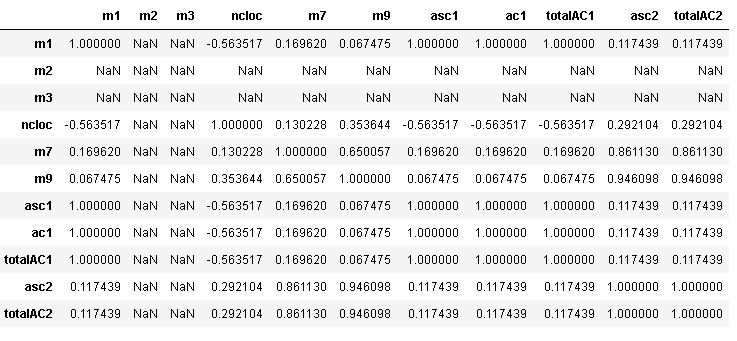 m1 m2 m3 ncloc m7 m9 asc1 ac1 totalAC1 asc2 totalAC2
m1 1.000000 NaN NaN -0.563517 0.169620 0.067475 1.000000 1.000000 1.000000 0.117439 0.117439
m2 NaN NaN NaN NaN NaN NaN NaN NaN NaN NaN NaN
m3 NaN NaN NaN NaN NaN NaN NaN NaN NaN NaN NaN
ncloc -0.563517 NaN NaN 1.000000 0.130228 0.353644 -0.563517 -0.563517 -0.563517 0.292104 0.292104
m7 0.169620 NaN NaN 0.130228 1.000000 0.650057 0.169620 0.169620 0.169620 0.861130 0.861130
m9 0.067475 NaN NaN 0.353644 0.650057 1.000000 0.067475 0.067475 0.067475 0.946098 0.946098
asc1 1.000000 NaN NaN -0.563517 0.169620 0.067475 1.000000 1.000000 1.000000 0.117439 0.117439
ac1 1.000000 NaN NaN -0.563517 0.169620 0.067475 1.000000 1.000000 1.000000 0.117439 0.117439
totalAC1 1.000000 NaN NaN -0.563517 0.169620 0.067475 1.000000 1.000000 1.000000 0.117439 0.117439
asc2 0.117439 NaN NaN 0.292104 0.861130 0.946098 0.117439 0.117439 0.117439 1.000000 1.000000
totalAC2 0.117439 NaN NaN 0.292104 0.861130 0.946098 0.117439 0.117439 0.117439 1.000000 1.000000